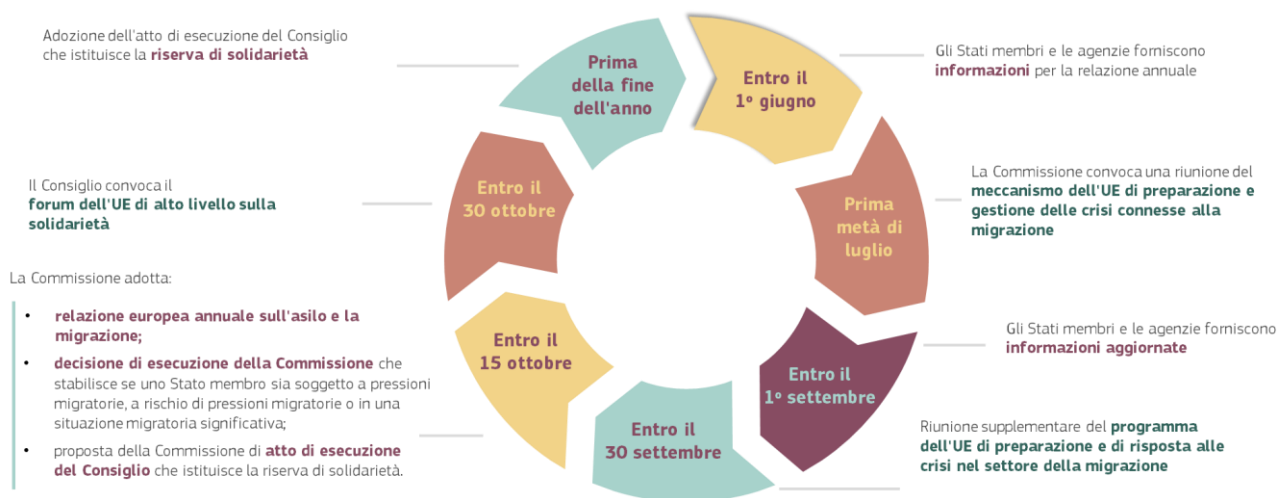 Adozione dell'atto di esecuzione del Consiglio
che istituisce la riserva di solidarietà
Prima
della fine
dell'anno
Entro il
1º giugno
Gli Stati membri e le agenzie forniscono
informazioni per la relazione annuale
Il Consiglio convoca il
forum dell'UE di alto livello sulla
solidarietà
Entro il
30 ottobre
Prima
metà di
luglio
La Commissione convoca una riunione del
meccanismo dell'UE di preparazione e
gestione delle crisi connesse alla
migrazione
La Commissione adotta:
• relazione europea annuale sull'asilo e la
migrazione;
• decisione di esecuzione della Commissione che
stabilisce se uno Stato membro sia soggetto a pressioni
migratorie, a rischio di pressioni migratorie o in una
situazione migratoria significativa;
• proposta della Commissione di atto di esecuzione
del Consiglio che istituisce la riserva di solidarietà.
Entro il
15 ottobre
Entro il
30 settembre
Entro il
1º settembre
Gli Stati membri e le agenzie forniscono
informazioni aggiornate
Riunione supplementare del programma
dell'UE di preparazione e di risposta alle
crisi nel settore della migrazione